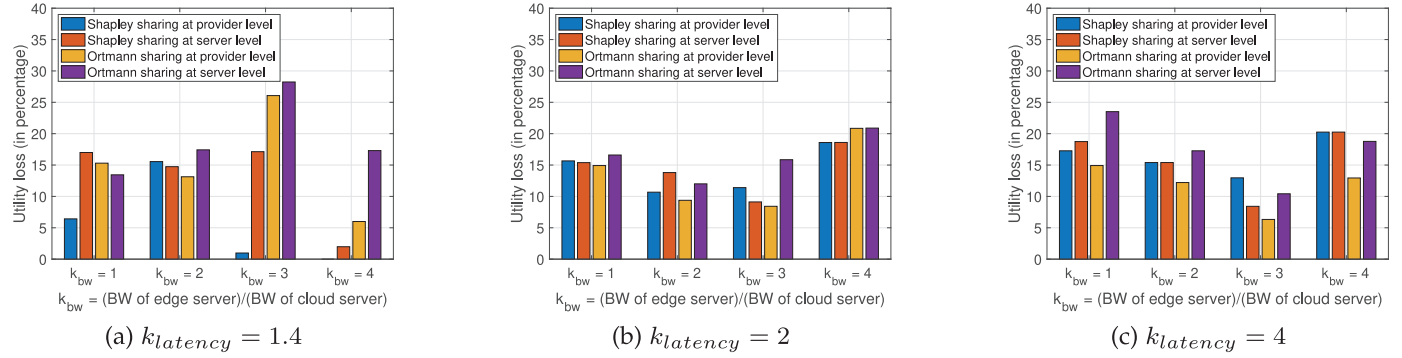 40
35
30
25
20
15
10
5
0
Utility loss (in percentage)
Shapley sharing at provider level
Shapley sharing at server level
Ortmann sharing at provider level
Ortmann sharing at server level
k_bw = 1 k_bw = 2 k_bw = 3 k_bw = 4
k_bw = (BW of edge server)/(BW of cloud server)
(a) k_latency = 1.4
40
35
30
25
20
15
10
5
0
Utility loss (in percentage)
Shapley sharing at provider level
Shapley sharing at server level
Ortmann sharing at provider level
Ortmann sharing at server level
k_bw = 1 k_bw = 2 k_bw = 3 k_bw = 4
k_bw = (BW of edge server)/(BW of cloud server)
(b) k_latency = 2
40
35
30
25
20
15
10
5
0
Utility loss (in percentage)
Shapley sharing at provider level
Shapley sharing at server level
Ortmann sharing at provider level
Ortmann sharing at server level
k_bw = 1 k_bw = 2 k_bw = 3 k_bw = 4
k_bw = (BW of edge server)/(BW of cloud server)
(c) k_latency = 4